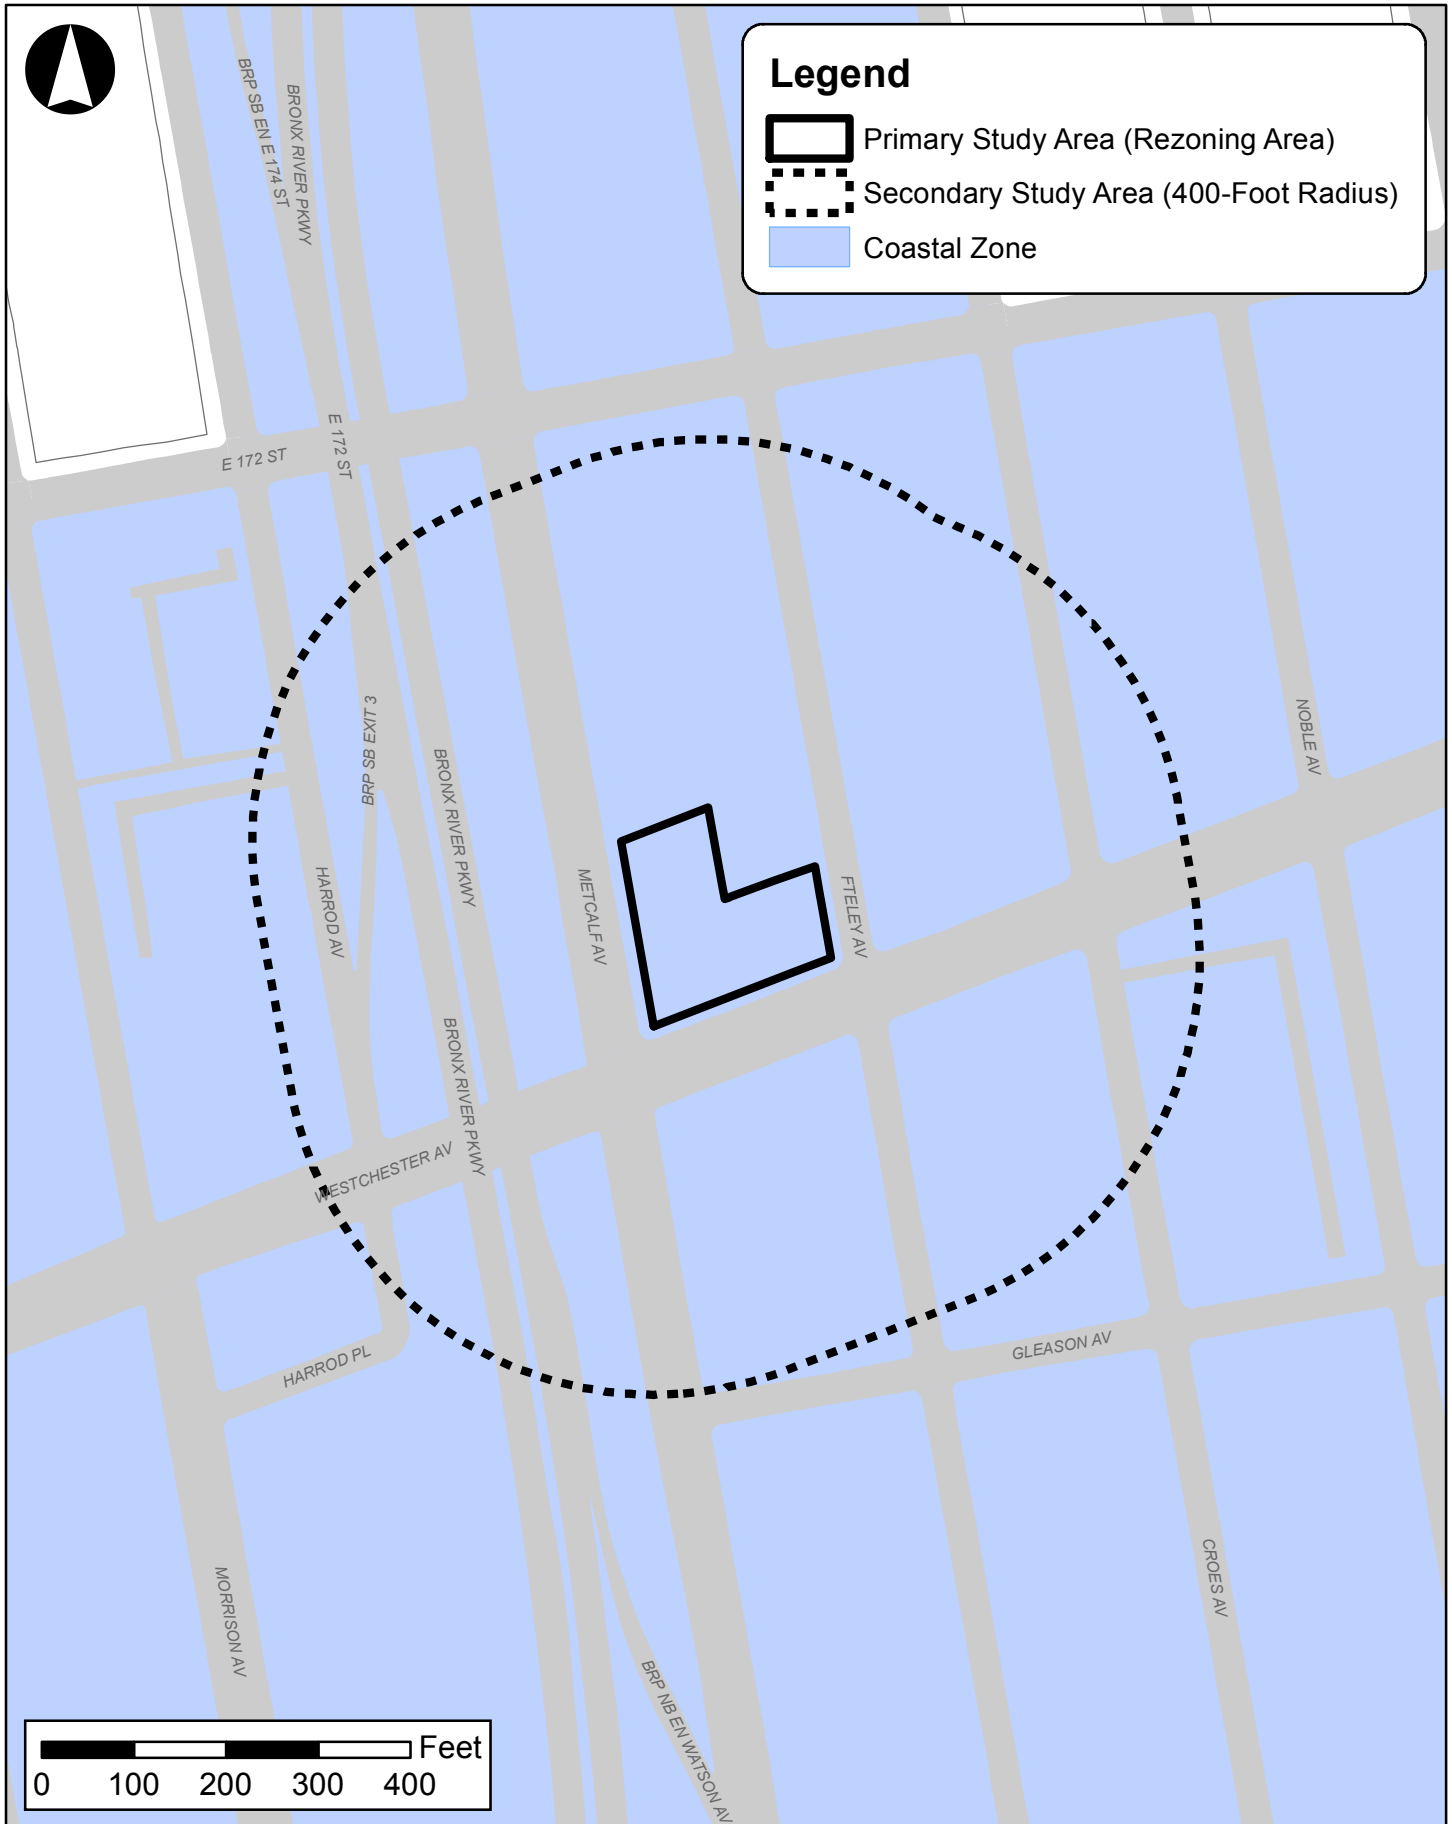 Legend
Primary Study Area (Rezoning Area)
Secondary Study Area (400-Foot Radius)
Coastal Zone
BRP SB EN E 174 ST
BRONX RIVER PKWY
E 172 ST
E 172 ST
BRP SB EXIT 3
BRONX RIVER PKWY
NOBLE AV
HARROD AV
METCALF AV
FTELEY AV
BRONX RIVER PKWY
WESTCHESTER AV
HARROD PL
GLEASON AV
MORRISON AV
CROES AV
BRP NB EN WATSON AV
Feet
0 100 200 300 400